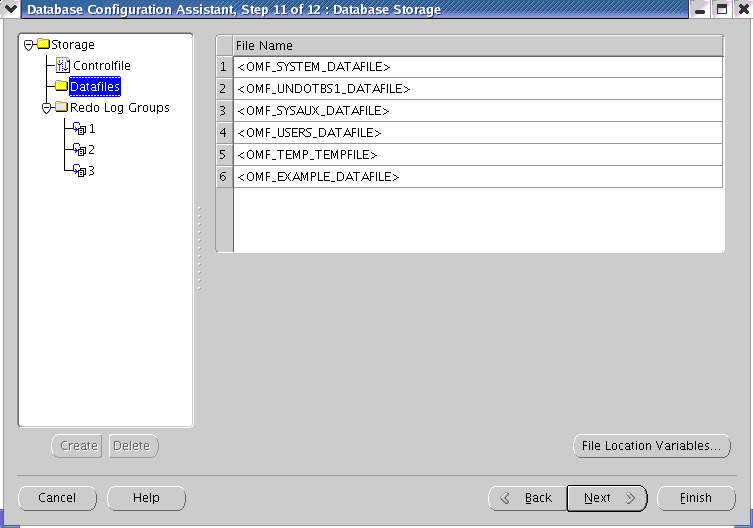 Database Configuration Assistant, Step 11 of 12 : Database Storage
Storage
Controlfile
Datafiles
Redo Log Groups
1
2
3
File Name
1 <OMF_SYSTEM_DATAFILE>
2 <OMF_UNDOTBS1_DATAFILE>
3 <OMF_SYSAUX_DATAFILE>
4 <OMF_USERS_DATAFILE>
5 <OMF_TEMP_TEMPFILE>
6 <OMF_EXAMPLE_DATAFILE>
Create Delete
File Location Variables...
Cancel Help Back Next Finish